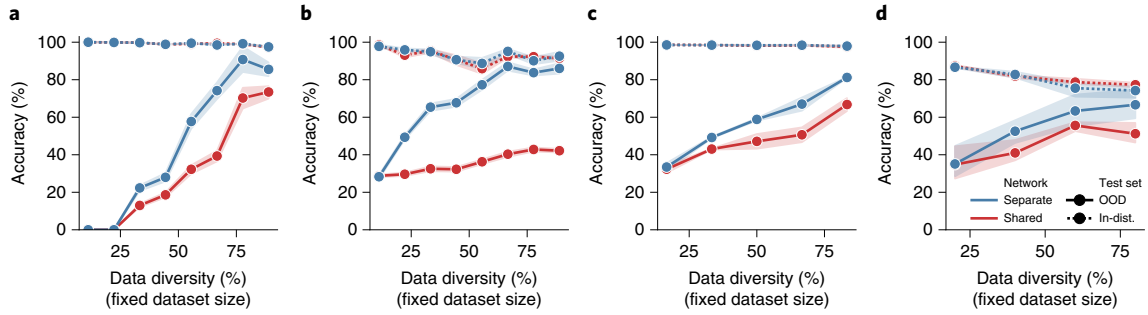 a
100
80
60
40
20
0
Accuracy (%)
25
50
75
Data diversity (%)
(fixed dataset size)
b
100
80
60
40
20
0
Accuracy (%)
25
50
75
Data diversity (%)
(fixed dataset size)
c
100
80
60
40
20
0
Accuracy (%)
25
50
75
Data diversity (%)
(fixed dataset size)
d
100
80
60
40
20
0
Accuracy (%)
Network
Separate
Shared
Test set
OOD
In-dist.
25
50
75
Data diversity (%)
(fixed dataset size)